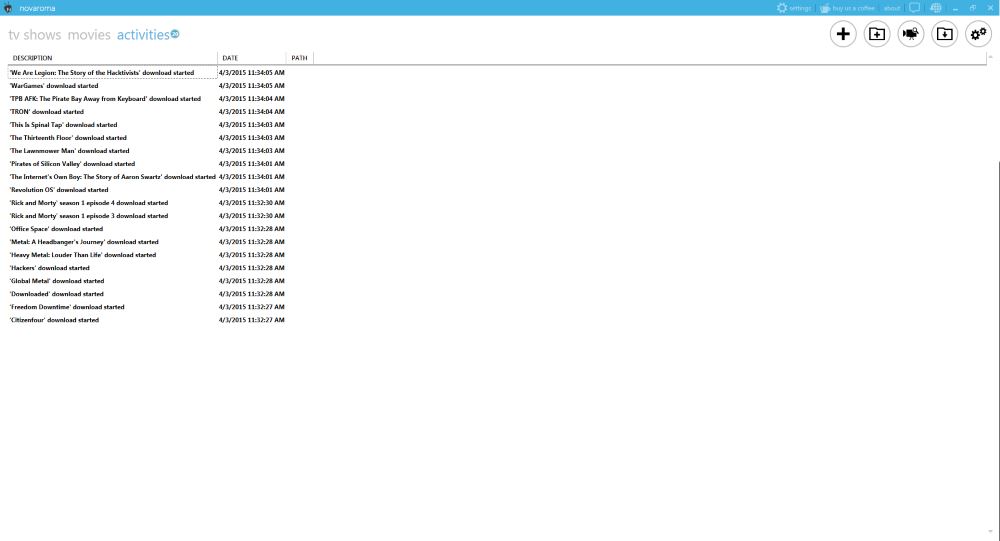 novaroma
settings buy us a coffee about
tv shows movies activities 20
DESCRIPTION DATE PATH
'We Are Legion: The Story of the Hacktivists' download started 4/3/2015 11:34:05 AM
'WarGames' download started 4/3/2015 11:34:05 AM
'TPB AFK: The Pirate Bay Away from Keyboard' download started 4/3/2015 11:34:04 AM
'TRON' download started 4/3/2015 11:34:04 AM
'This Is Spinal Tap' download started 4/3/2015 11:34:03 AM
'The Thirteenth Floor' download started 4/3/2015 11:34:03 AM
'The Lawnmower Man' download started 4/3/2015 11:34:03 AM
'Pirates of Silicon Valley' download started 4/3/2015 11:34:01 AM
'The Internet's Own Boy: The Story of Aaron Swartz' download started 4/3/2015 11:34:01 AM
'Revolution OS' download started 4/3/2015 11:34:01 AM
'Rick and Morty' season 1 episode 4 download started 4/3/2015 11:32:30 AM
'Rick and Morty' season 1 episode 3 download started 4/3/2015 11:32:30 AM
'Office Space' download started 4/3/2015 11:32:28 AM
'Metal: A Headbanger's Journey' download started 4/3/2015 11:32:28 AM
'Heavy Metal: Louder Than Life' download started 4/3/2015 11:32:28 AM
'Hackers' download started 4/3/2015 11:32:28 AM
'Global Metal' download started 4/3/2015 11:32:28 AM
'Downloaded' download started 4/3/2015 11:32:28 AM
'Freedom Downtime' download started 4/3/2015 11:32:27 AM
'Citizenfour' download started 4/3/2015 11:32:27 AM